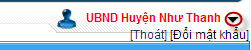 UBND Huyện Như Thanh
[Thoát] [Đổi mật khẩu]